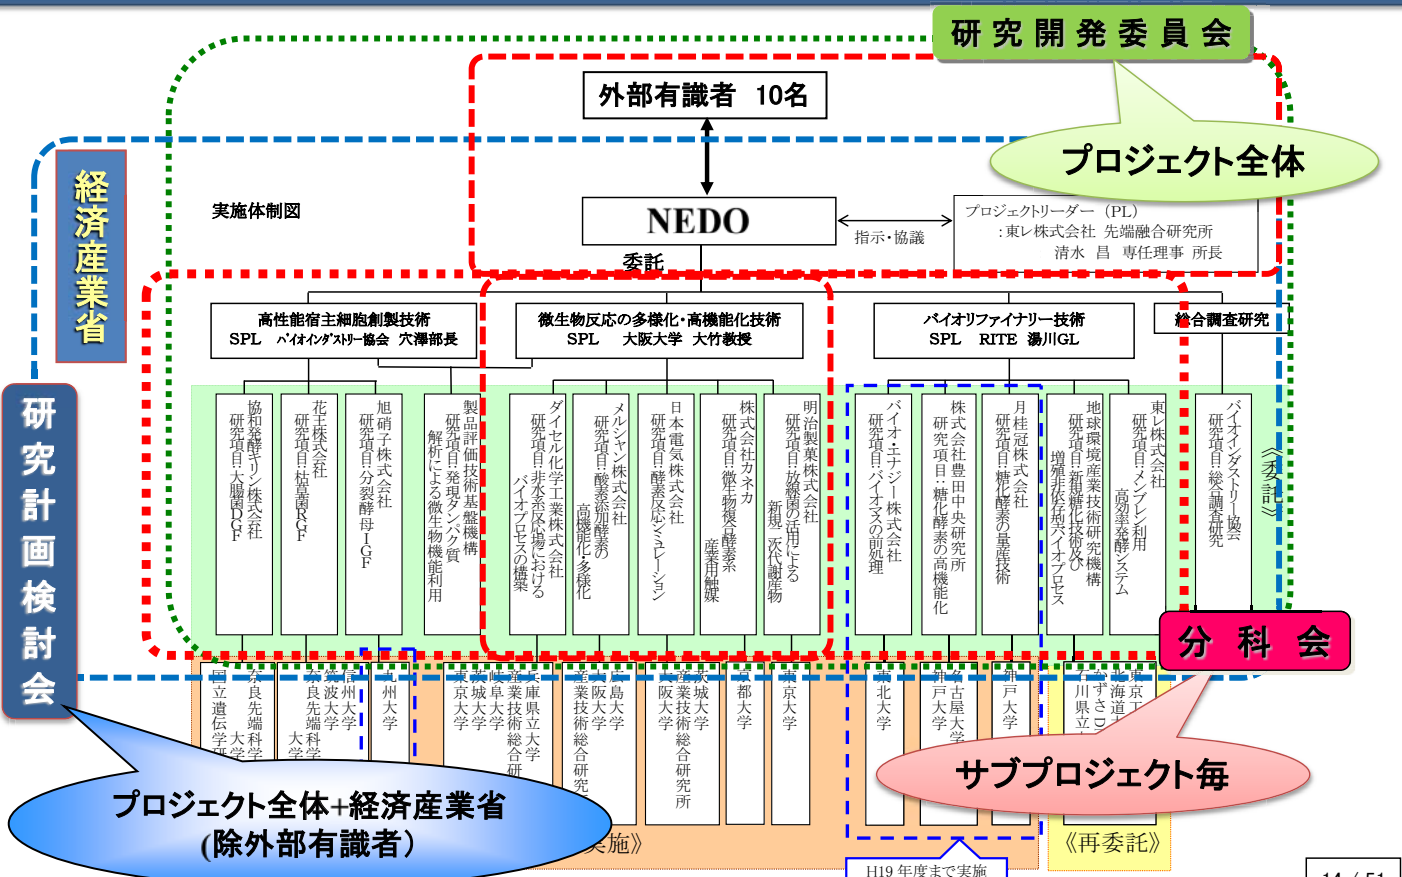 研究開発委員会
外部有識者 10名
プロジェクト全体
経済産業省
実施体制図
NEDO
指示・協議
プロジェクトリーダー (PL)
:東レ株式会社 先端融合研究所
清水 昌 専任理事 所長
委託
高性能宿主細胞創製技術
SPL バイオインダストリー協会 穴澤部長
微生物反応の多様化・高機能化技術
SPL 大阪大学 大竹教授
バイオリファイナリー技術
SPL RITE 湯川GL
総合調査研究
研究計画検討会
協和発酵キリン株式会社
研究項目:大腸菌DGF
花王株式会社
研究項目:枯草菌RGF
旭硝子株式会社
研究項目:分裂酵母IGF
製品評価技術基盤機構
研究項目:発現タンパク質
解析による微生物機能利用
ダイセル化学工業株式会社
研究項目:非水系反応場における
バイオプロセスの構築
メルシャン株式会社
研究項目:酸素添加酵素の
高機能化・多様化
日本電気株式会社
研究項目:酵素反応シミュレーション
株式会社カネカ
研究項目:微生物複合酵素系
産業用触媒
明治製菓株式会社
研究項目:放線菌の活用による
新規二次代謝産物
バイオ・エナジー株式会社
研究項目:バイオマスの前処理
株式会社豊田中央研究所
研究項目:糖化酵素の高機能化
月桂冠株式会社
研究項目:糖化酵素の量産技術
地球環境産業技術研究機構
研究項目:新規糖化技術及び
増殖非依存型バイオプロセス
東レ株式会社
研究項目:メンブレン利用
高効率発酵システム
バイオインダストリー協会
研究項目:総合調査研究
《委託》
分科会
国立遺伝学研
奈良先端科学
大学
信州大学
筑波大学
奈良先端科学
大学
九州大学
兵庫県立大学
産業技術総合研
岐阜大学
茨城大学
東京大学
広島大学
大阪大学
産業技術総合研究
茨城大学
産業技術総合研究所
大阪大学
京都大学
東京大学
東北大学
名古屋大学
神戸大学
神戸大学
東京工
北海道大
かずさD
石川県立
サブプロジェクト毎
プロジェクト全体+経済産業省
(除外部有識者)
実施》
《再委託》
H19 年度まで実施
14 / 51